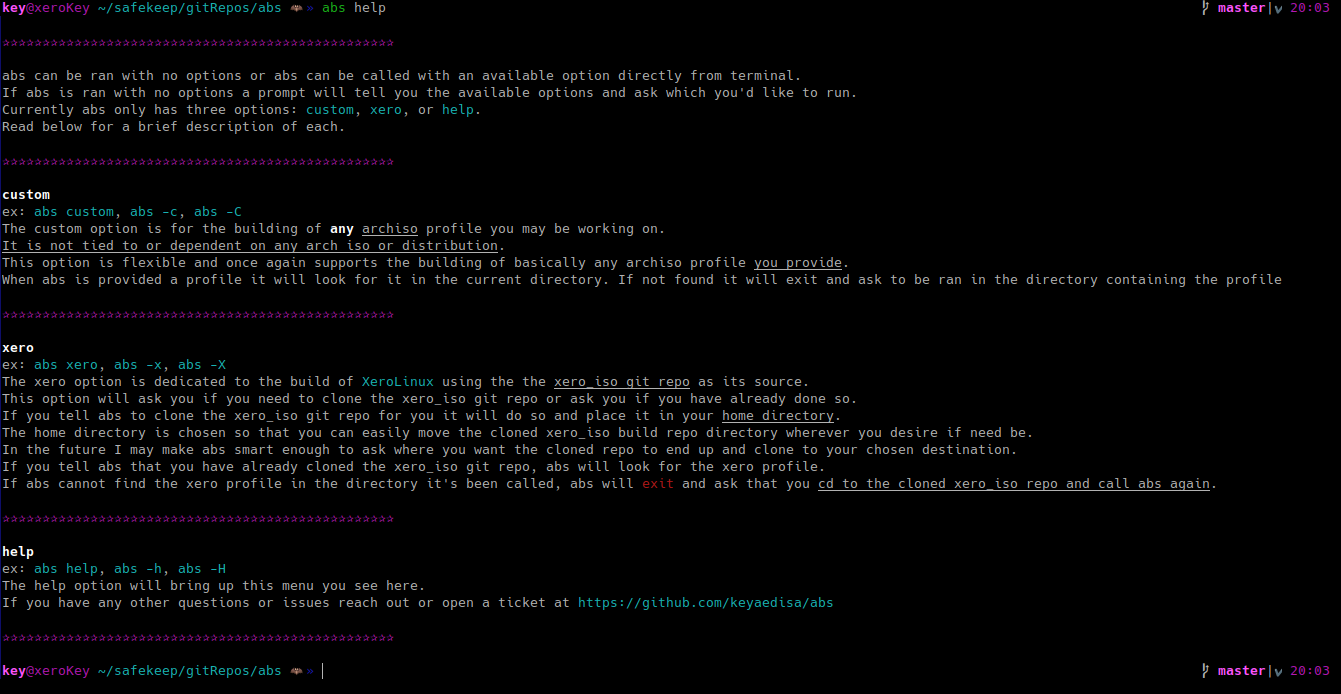 key@xeroKey ~/safekeep/gitRepos/abs » abs help master|✔ 20:03
☆☆☆☆☆☆☆☆☆☆☆☆☆☆☆☆☆☆☆☆☆☆☆☆☆☆☆☆☆☆☆☆☆☆☆☆☆☆☆☆☆☆☆☆☆☆☆☆☆
abs can be ran with no options or abs can be called with an available option directly from terminal.
If abs is ran with no options a prompt will tell you the available options and ask which you'd like to run.
Currently abs only has three options: custom, xero, or help.
Read below for a brief description of each.
☆☆☆☆☆☆☆☆☆☆☆☆☆☆☆☆☆☆☆☆☆☆☆☆☆☆☆☆☆☆☆☆☆☆☆☆☆☆☆☆☆☆☆☆☆☆☆☆☆
custom
ex: abs custom, abs -c, abs -C
The custom option is for the building of any archiso profile you may be working on.
It is not tied to or dependent on any arch iso or distribution.
This option is flexible and once again supports the building of basically any archiso profile you provide.
When abs is provided a profile it will look for it in the current directory. If not found it will exit and ask to be ran in the directory containing the profile
☆☆☆☆☆☆☆☆☆☆☆☆☆☆☆☆☆☆☆☆☆☆☆☆☆☆☆☆☆☆☆☆☆☆☆☆☆☆☆☆☆☆☆☆☆☆☆☆☆
xero
ex: abs xero, abs -x, abs -X
The xero option is dedicated to the build of XeroLinux using the the xero_iso git repo as its source.
This option will ask you if you need to clone the xero_iso git repo or ask you if you have already done so.
If you tell abs to clone the xero_iso git repo for you it will do so and place it in your home directory.
The home directory is chosen so that you can easily move the cloned xero_iso build repo directory wherever you desire if need be.
In the future I may make abs smart enough to ask where you want the cloned repo to end up and clone to your chosen destination.
If you tell abs that you have already cloned the xero_iso git repo, abs will look for the xero profile.
If abs cannot find the xero profile in the directory it's been called, abs will exit and ask that you cd to the cloned xero_iso repo and call abs again.
☆☆☆☆☆☆☆☆☆☆☆☆☆☆☆☆☆☆☆☆☆☆☆☆☆☆☆☆☆☆☆☆☆☆☆☆☆☆☆☆☆☆☆☆☆☆☆☆☆
help
ex: abs help, abs -h, abs -H
The help option will bring up this menu you see here.
If you have any other questions or issues reach out or open a ticket at https://github.com/keyaedisa/abs
☆☆☆☆☆☆☆☆☆☆☆☆☆☆☆☆☆☆☆☆☆☆☆☆☆☆☆☆☆☆☆☆☆☆☆☆☆☆☆☆☆☆☆☆☆☆☆☆☆
key@xeroKey ~/safekeep/gitRepos/abs » master|✔ 20:03